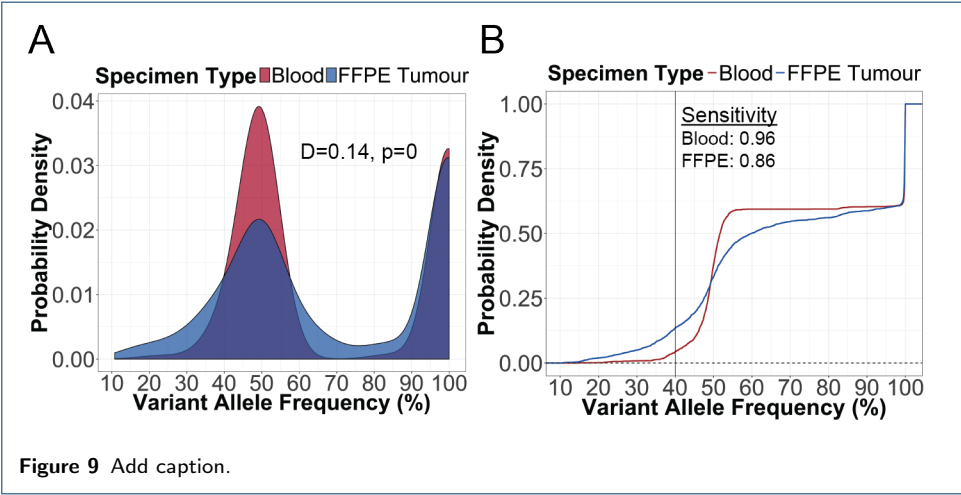 A
Specimen Type Blood FFPE Tumour
Probability Density
0.04
0.03
0.02
0.01
0.00
D=0.14, p=0
10 20 30 40 50 60 70 80 90 100
Variant Allele Frequency (%)
B
Specimen Type Blood FFPE Tumour
Probability Density
1.00
0.75
0.50
0.25
0.00
Sensitivity
Blood: 0.96
FFPE: 0.86
10 20 30 40 50 60 70 80 90 100
Variant Allele Frequency (%)
Figure 9 Add caption.